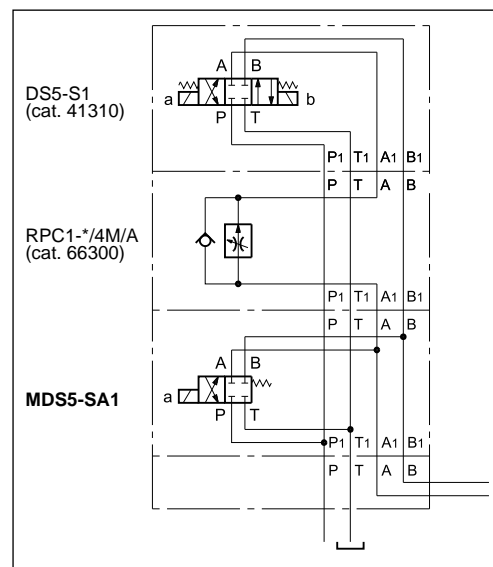 A B
DS5-S1
(cat. 41310)
a b
P T
P1 T1 A1 B1
P T A B
RPC1-*/4M/A
(cat. 66300)
P1 T1 A1 B1
P T A B
A B
MDS5-SA1
a
P T
P1 T1 A1 B1
P T A B